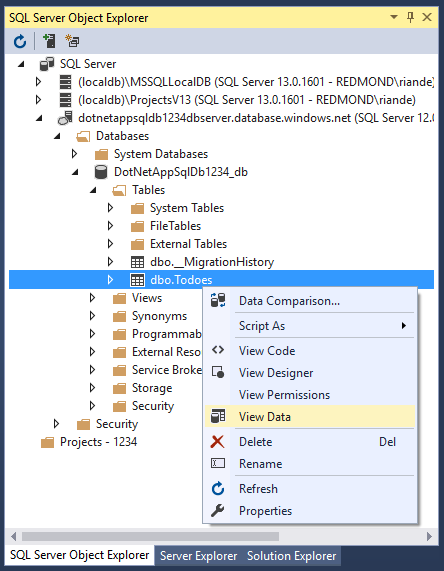 SQL Server Object Explorer
SQL Server
(localdb)\MSSQLLocalDB (SQL Server 13.0.1601 - REDMOND\riande)
(localdb)\ProjectsV13 (SQL Server 13.0.1601 - REDMOND\riande)
dotnetappsqldb1234dbserver.database.windows.net (SQL Server 12.0
Databases
System Databases
DotNetAppSqlDb1234_db
Tables
System Tables
FileTables
External Tables
dbo.__MigrationHistory
dbo.Todoes
Views
Synonyms
Programmab
External Reso
Service Broke
Storage
Security
Security
Projects - 1234
Data Comparison...
Script As
View Code
View Designer
View Permissions
View Data
Delete Del
Rename
Refresh
Properties
SQL Server Object Explorer Server Explorer Solution Explorer